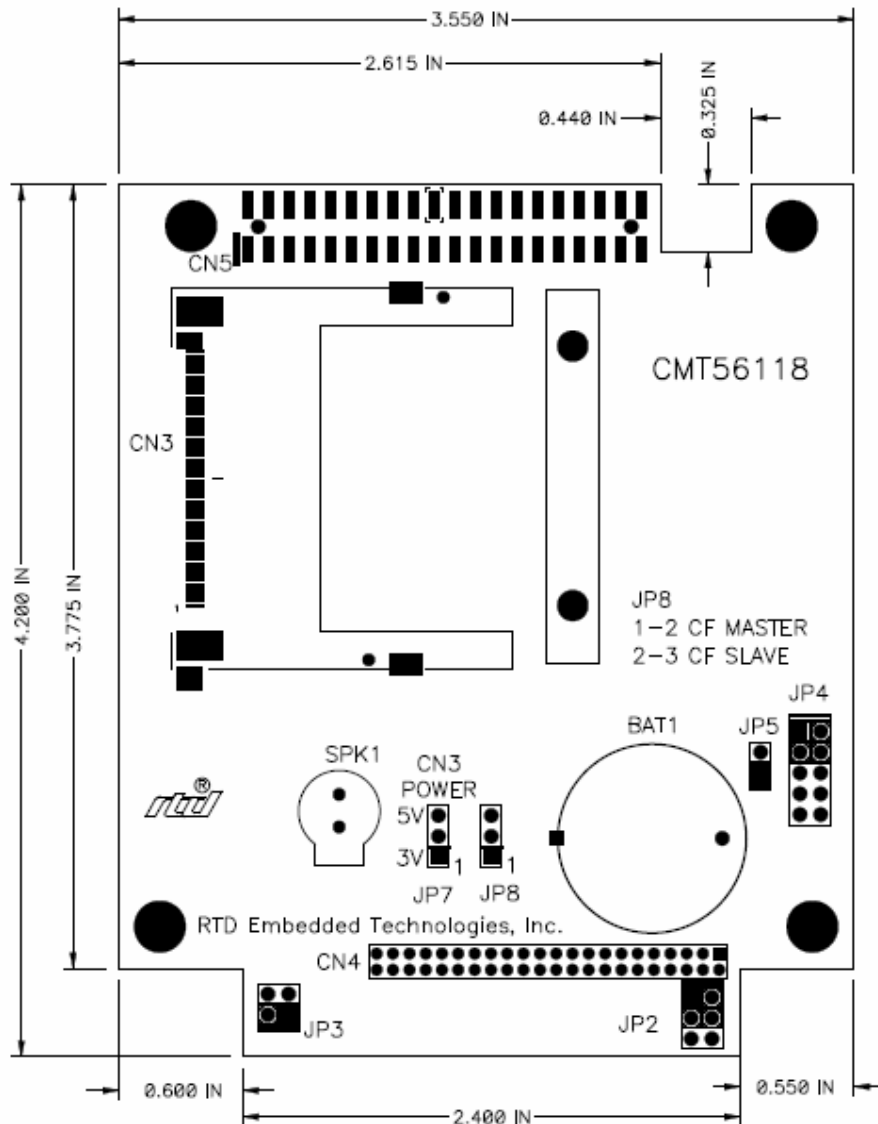 3.550 IN
2.615 IN
0.440 IN
0.325 IN
CN5
CMT56118
CN3
4.200 IN
3.775 IN
JP8
1-2 CF MASTER
2-3 CF SLAVE
JP4
BAT1
JP5
SPK1
CN3
POWER
5V
3V
1
1
JP7
JP8
rtd®
RTD Embedded Technologies, Inc.
CN4
JP3
JP2
0.600 IN
0.550 IN
2.400 IN